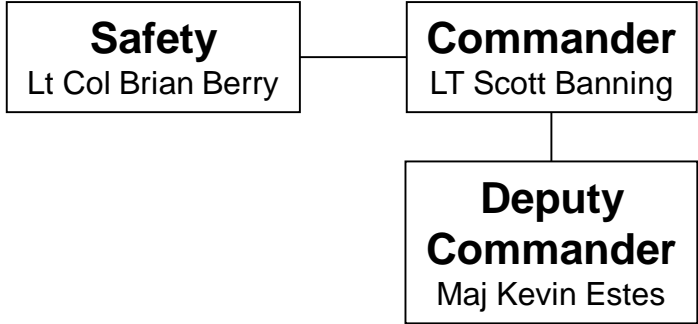 Safety
Lt Col Brian Berry
Commander
LT Scott Banning
Deputy
Commander
Maj Kevin Estes